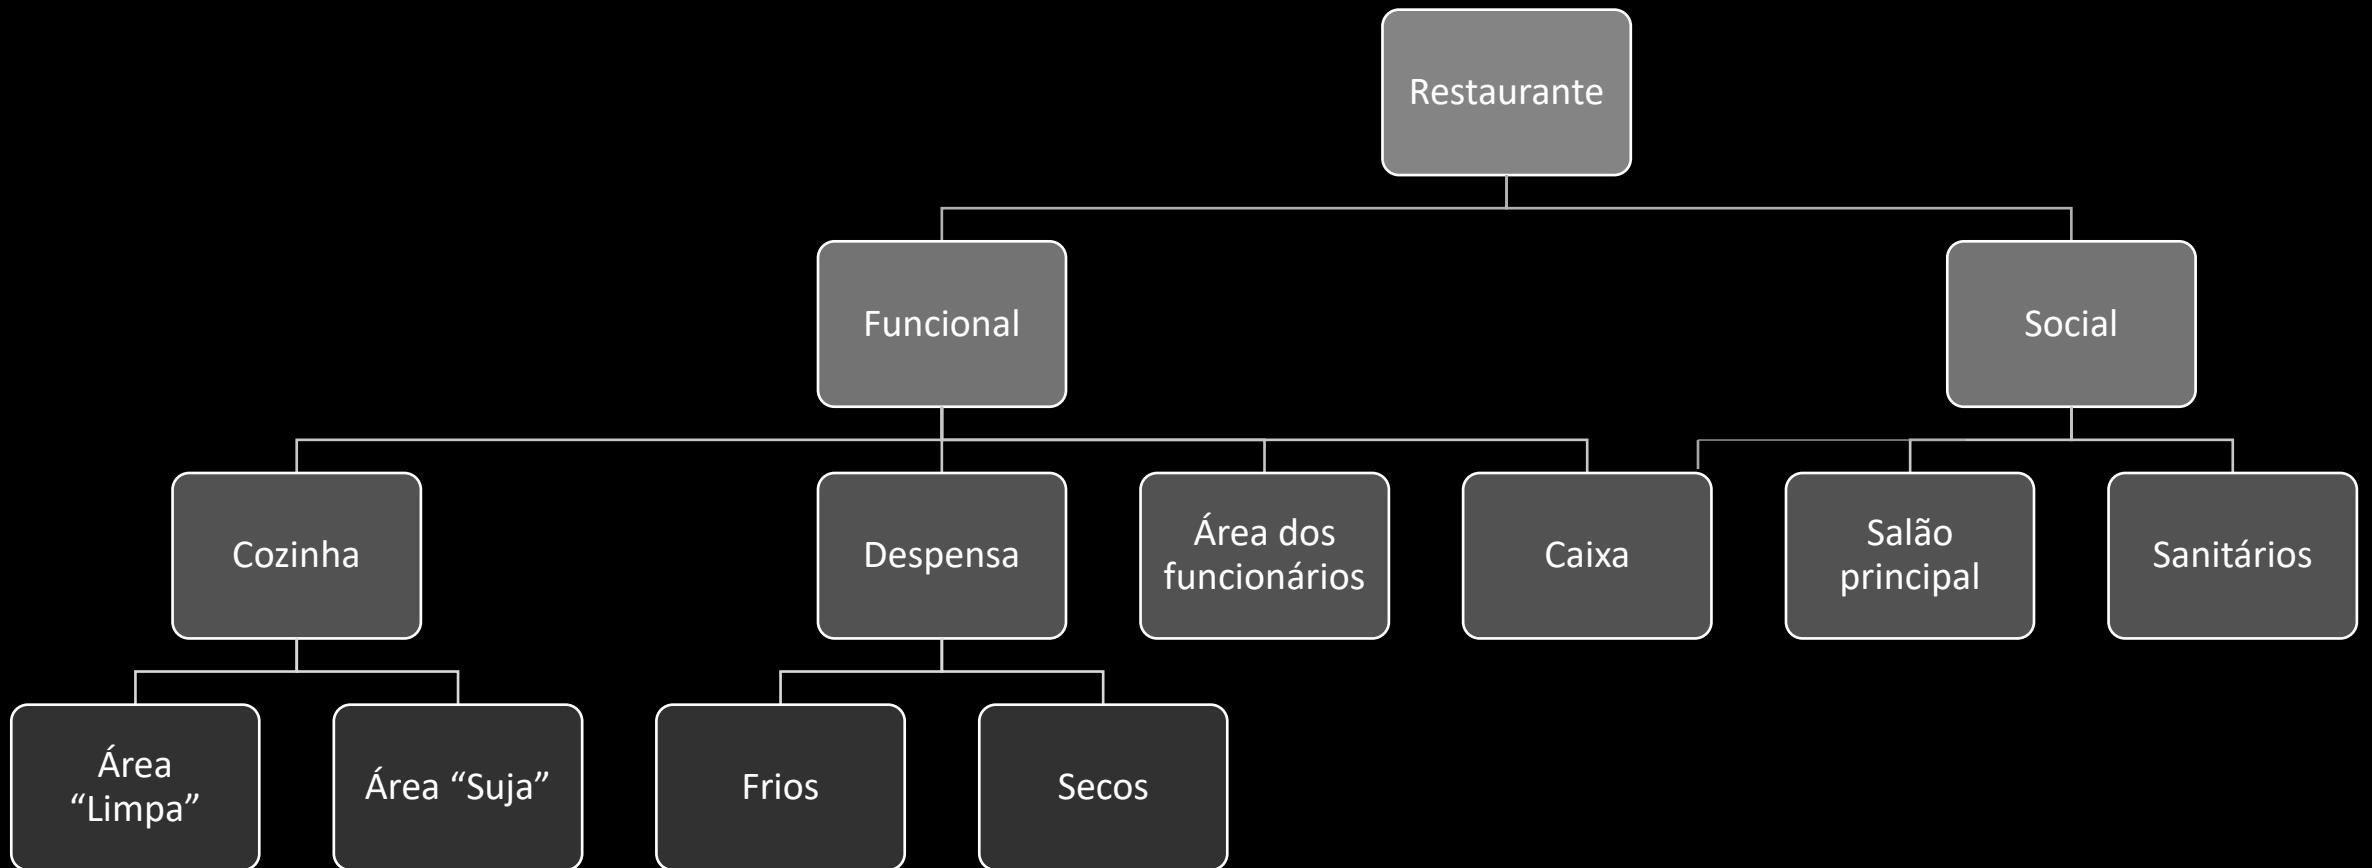 Restaurante
Funcional
Social
Cozinha
Despensa
Área dos
funcionários
Caixa
Salão
principal
Sanitários
Área
“Limpa”
Área “Suja”
Frios
Secos